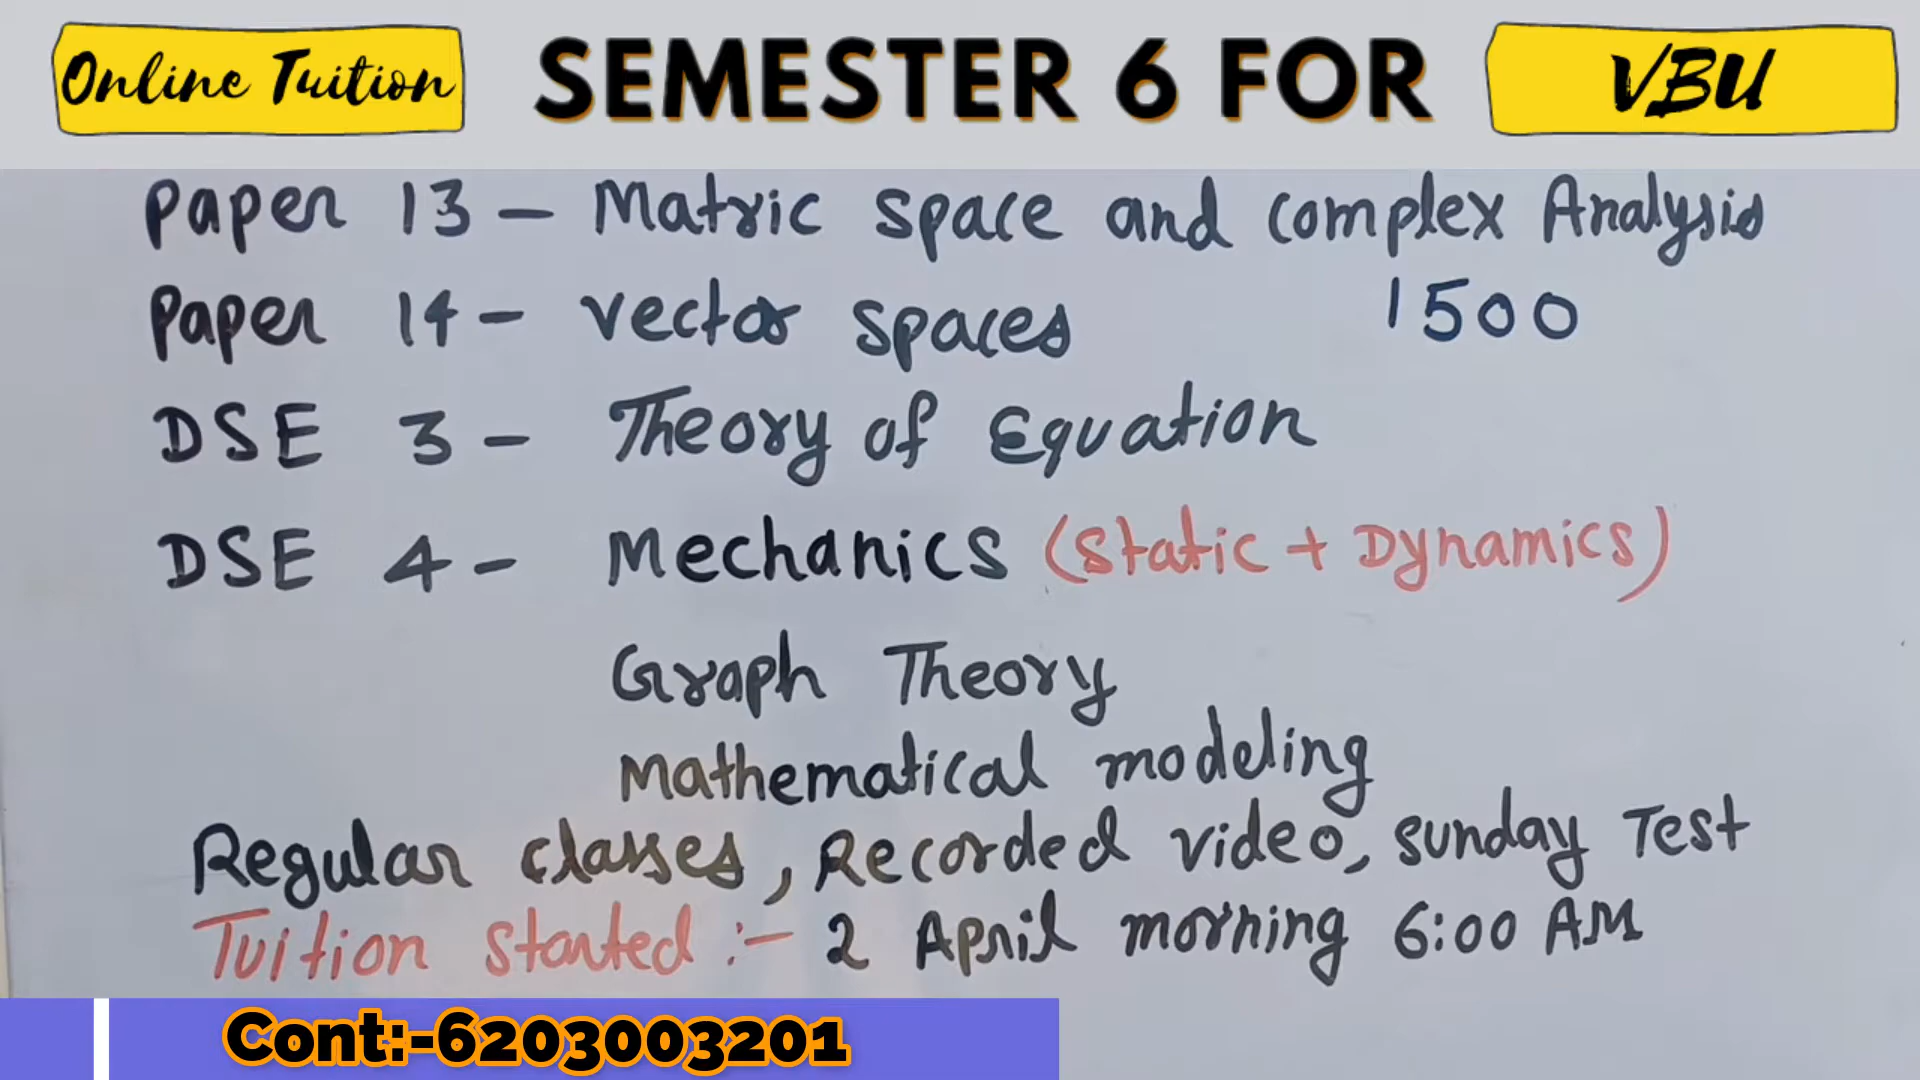 Online Tuition SEMESTER 6 FOR VBU
Paper 13 - Matric space and complex Analysis
Paper 14 - vector spaces 1500
DSE 3 - Theory of Equation
DSE 4 - Mechanics (Static + Dynamics)
Graph Theory
Mathematical modeling
Regular classes, Recorded video, sunday Test
Tuition started :- 2 April morning 6:00 AM
Cont:-6203003201